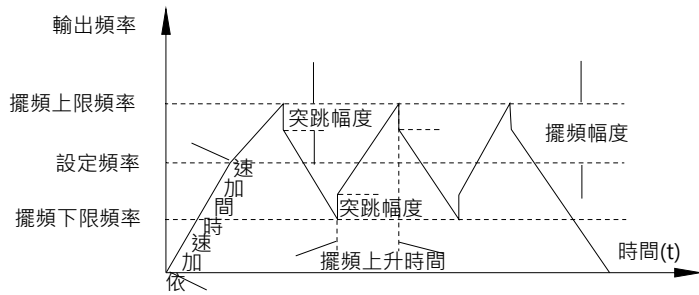 輸出頻率
擺頻上限頻率
突跳幅度
擺頻幅度
設定頻率
擺頻下限頻率
突跳幅度
依加速時間加速
擺頻上升時間
時間(t)